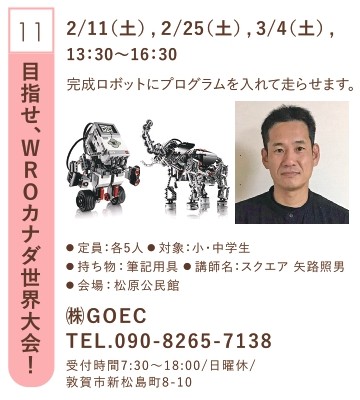 11
目指せ、WROカナダ世界大会！
2/11（土）, 2/25（土）, 3/4（土）,
13:30〜16:30
完成ロボットにプログラムを入れて走らせます。
●定員：各5人 ●対象：小・中学生
●持ち物：筆記用具 ●講師名：スクエア 矢路照男
●会場：松原公民館
㈱GOEC
TEL.090-8265-7138
受付時間7:30〜18:00/日曜休/
敦賀市新松島町8-10